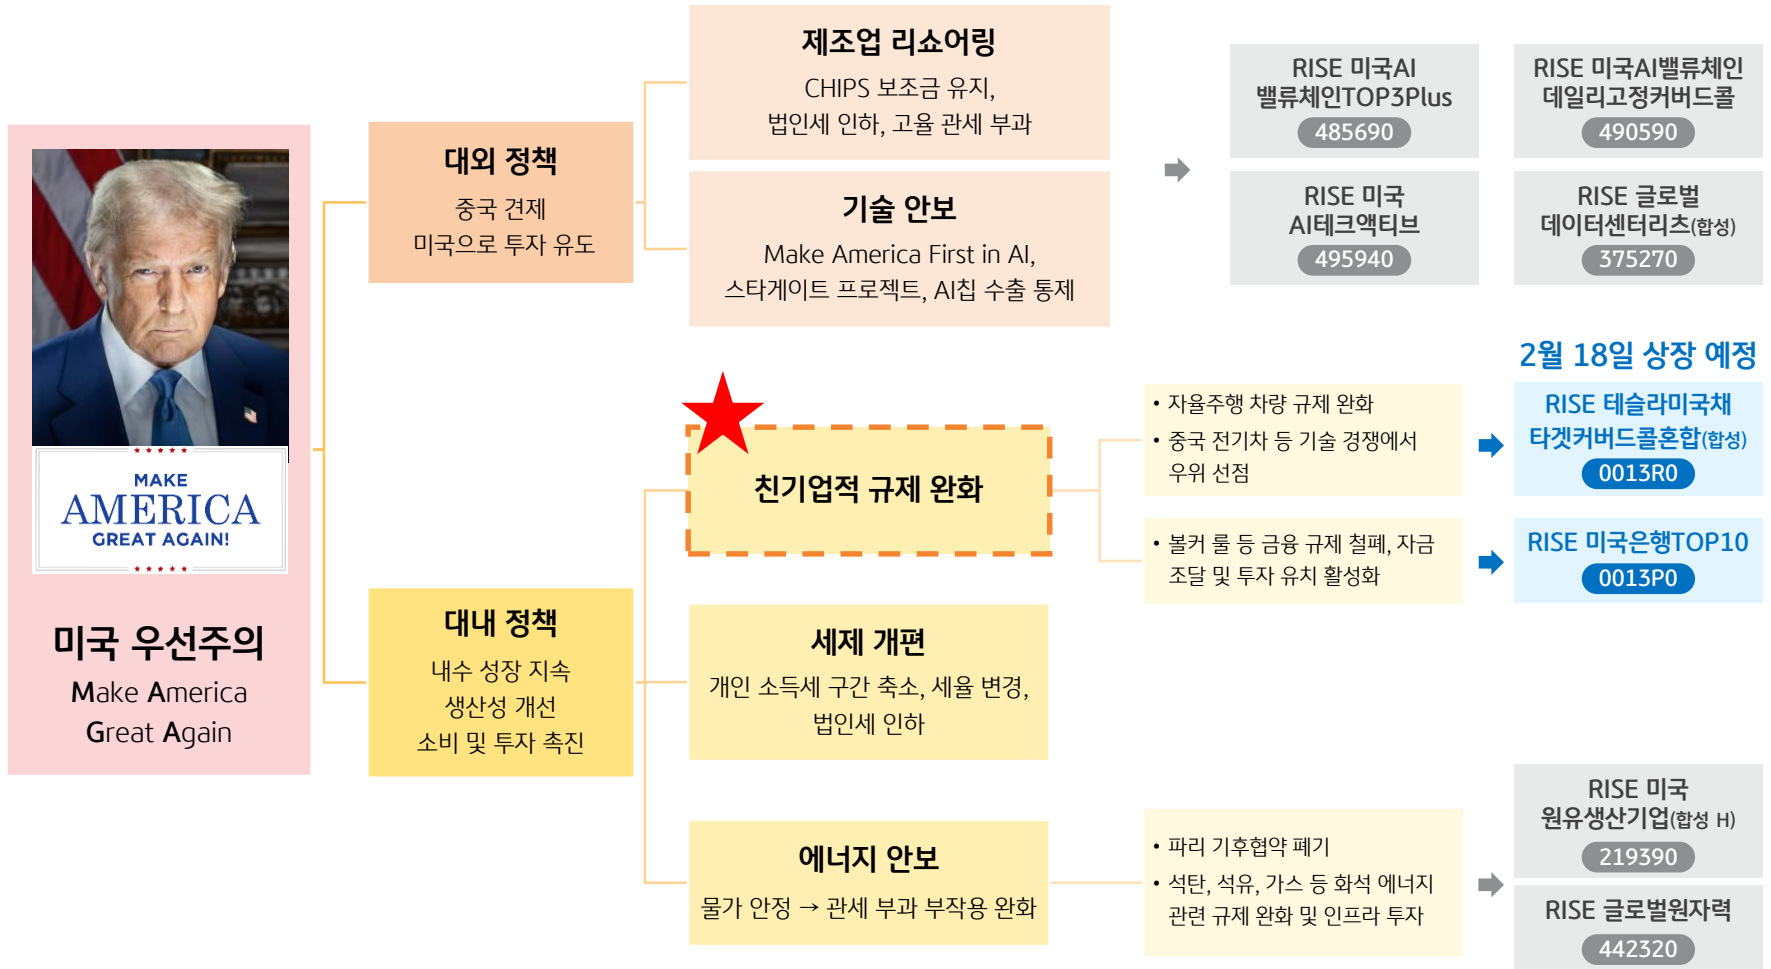 MAKE
AMERICA
GREAT AGAIN!
미국 우선주의
Make America
Great Again
대외 정책
중국 견제
미국으로 투자 유도
제조업 리쇼어링
CHIPS 보조금 유지,
법인세 인하, 고율 관세 부과
기술 안보
Make America First in AI,
스타게이트 프로젝트, AI칩 수출 통제
RISE 미국AI
밸류체인TOP3Plus
485690
RISE 미국AI밸류체인
데일리고정커버드콜
490590
RISE 미국
AI테크액티브
495940
RISE 글로벌
데이터센터리츠(합성)
375270
대내 정책
내수 성장 지속
생산성 개선
소비 및 투자 촉진
친기업적 규제 완화
• 자율주행 차량 규제 완화
• 중국 전기차 등 기술 경쟁에서
우위 선점
2월 18일 상장 예정
RISE 테슬라미국채
타겟커버드콜혼합(합성)
0013R0
• 볼커 룰 등 금융 규제 철폐, 자금
조달 및 투자 유치 활성화
RISE 미국은행TOP10
0013P0
세제 개편
개인 소득세 구간 축소, 세율 변경,
법인세 인하
에너지 안보
물가 안정 → 관세 부과 부작용 완화
• 파리 기후협약 폐기
• 석탄, 석유, 가스 등 화석 에너지
관련 규제 완화 및 인프라 투자
RISE 미국
원유생산기업(합성 H)
219390
RISE 글로벌원자력
442320